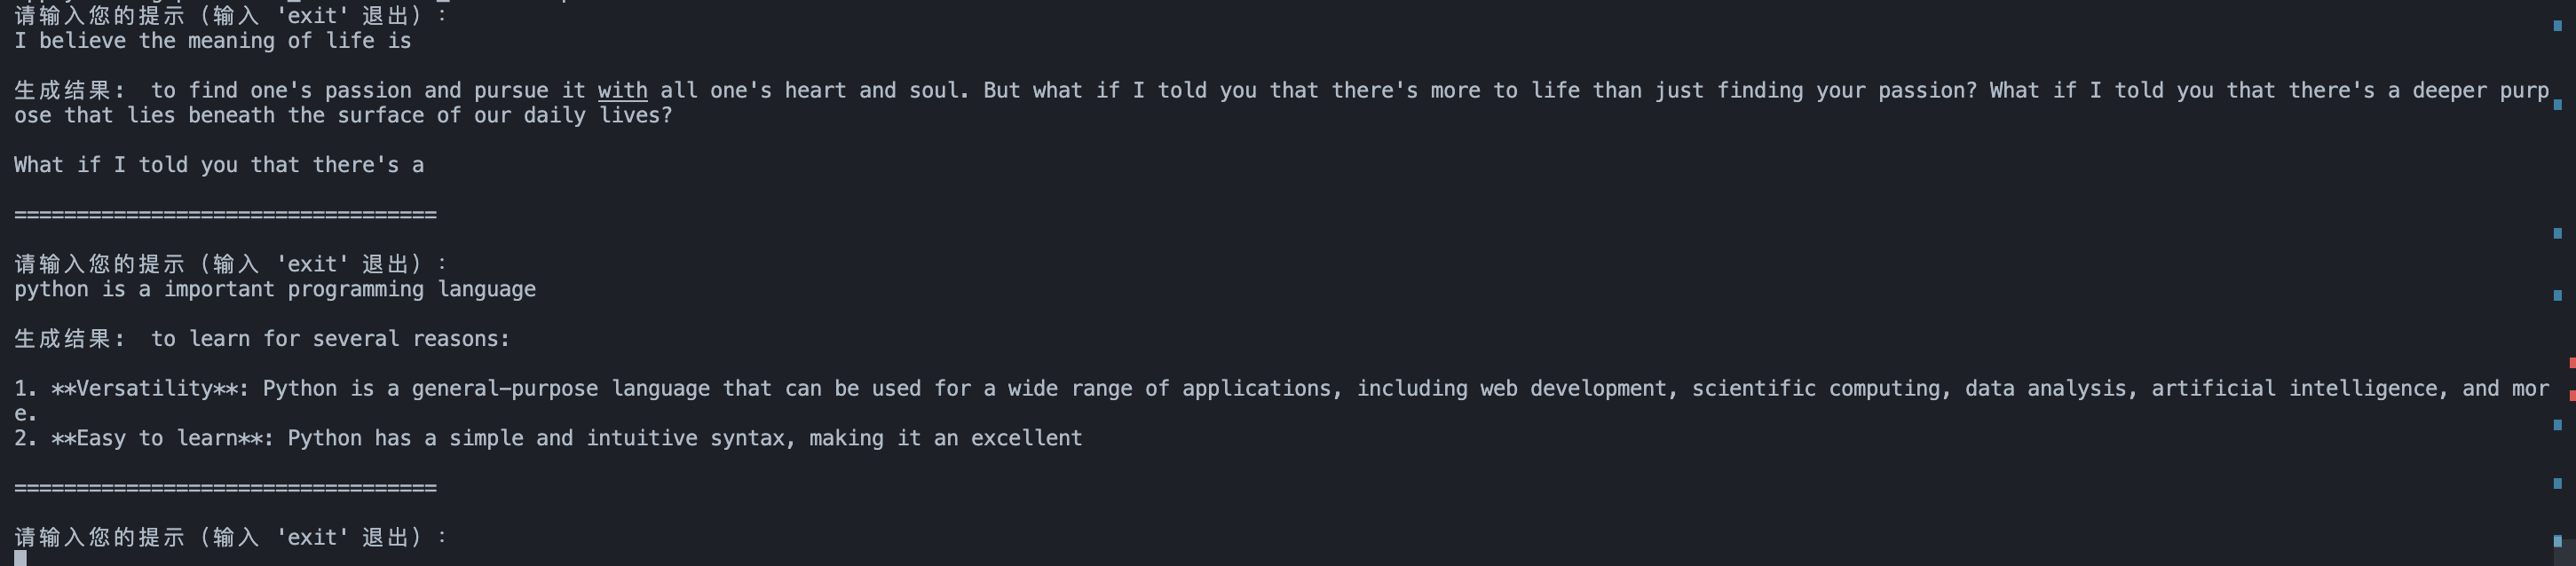 请输入您的提示 (输入 'exit' 退出) :
I believe the meaning of life is
生成结果:  to find one's passion and pursue it with all one's heart and soul. But what if I told you that there's more to life than just finding your passion? What if I told you that there's a deeper purp
ose that lies beneath the surface of our daily lives?
What if I told you that there's a
==================================
请输入您的提示 (输入 'exit' 退出) :
python is a important programming language
生成结果:  to learn for several reasons:
1. **Versatility**: Python is a general-purpose language that can be used for a wide range of applications, including web development, scientific computing, data analysis, artificial intelligence, and mor
e.
2. **Easy to learn**: Python has a simple and intuitive syntax, making it an excellent
==================================
请输入您的提示 (输入 'exit' 退出) :